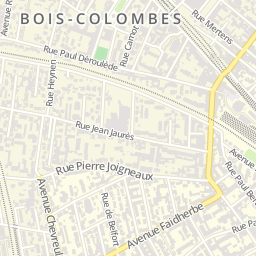 BOIS-COLOMBES
Avenue R
Rue Carnot
Rue Mertens
Rue Paul Déroulède
Rue Heynen
Rue Jean Jaurès
Avenue
Rue Pierre Joigneaux
Rue Paul Ber
Avenue Chevreul
Rue de Belfort
Avenue Faidherbe